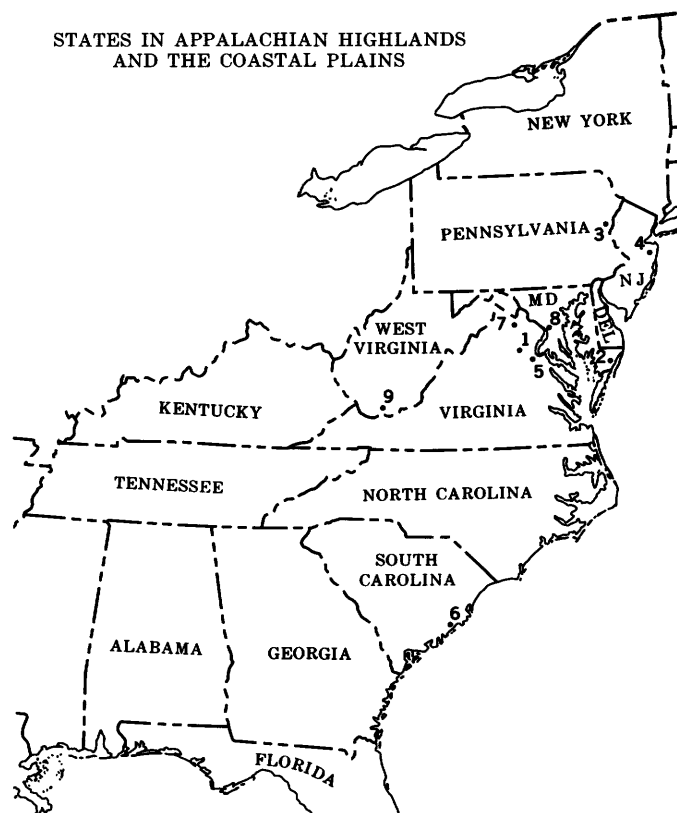 STATES IN APPALACHIAN HIGHLANDS
AND THE COASTAL PLAINS
NEW YORK
PENNSYLVANIA
3
4
NJ
MD
DEL
WEST
VIRGINIA
7
8
1
2
5
9
KENTUCKY
VIRGINIA
TENNESSEE
NORTH CAROLINA
SOUTH
CAROLINA
6
ALABAMA
GEORGIA
FLORIDA